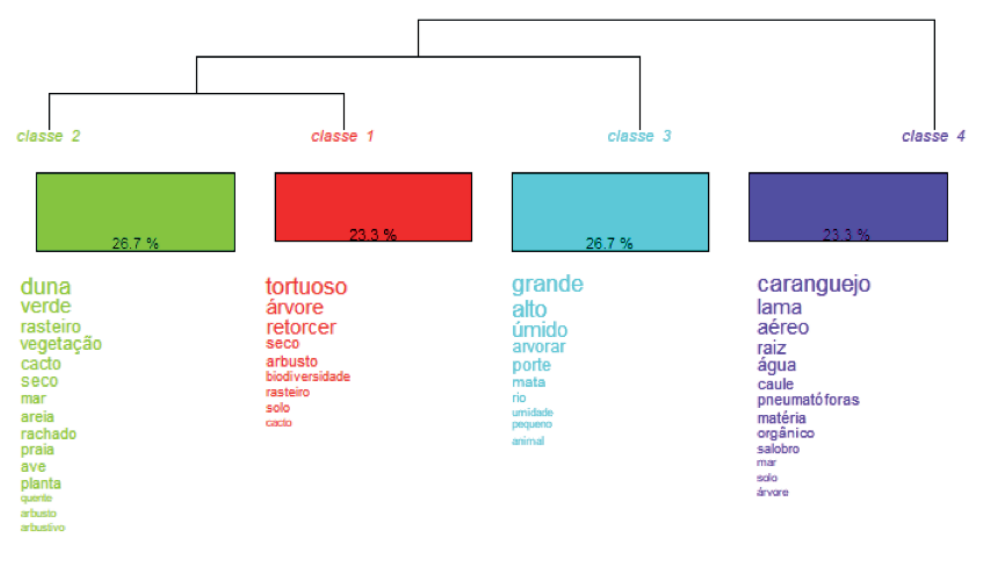 classe 2
classe 1
classe 3
classe 4
26.7 %
23.3 %
26.7 %
23.3 %
duna
verde
rasteiro
vegetação
cacto
seco
mar
areia
rachado
praia
ave
planta
quente
arbusto
arbustivo
tortuoso
árvore
retorcer
seco
arbusto
biodiversidade
rasteiro
solo
cacto
grande
alto
úmido
arvorar
porte
mata
rio
umidade
pequeno
animal
caranguejo
lama
aéreo
raiz
água
caule
pneumatóforas
matéria
orgânico
salobro
mar
solo
árvore